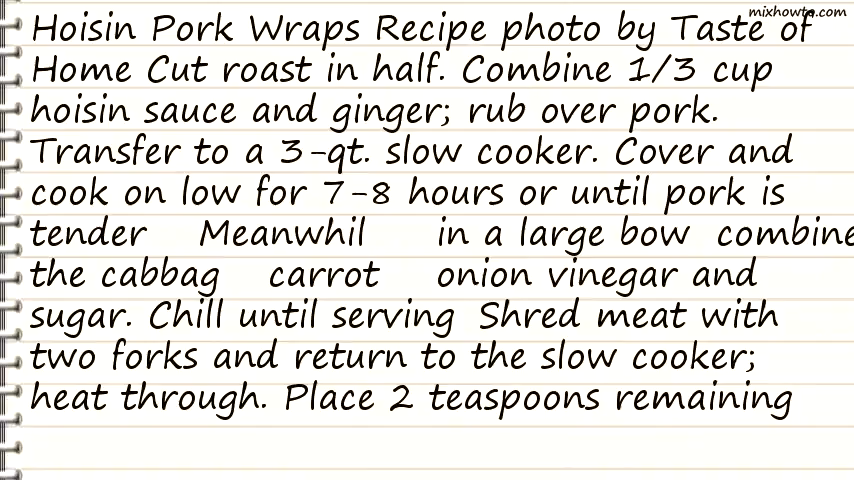 mixhowto.com
Hoisin Pork Wraps Recipe photo by Taste of
Home Cut roast in half. Combine 1/3 cup
hoisin sauce and ginger; rub over pork.
Transfer to a 3-qt. slow cooker. Cover and
cook on low for 7-8 hours or until pork is
tender Meanwhil in a large bow combine
the cabbag carrot onion vinegar and
sugar. Chill until serving Shred meat with
two forks and return to the slow cooker;
heat through. Place 2 teaspoons remaining